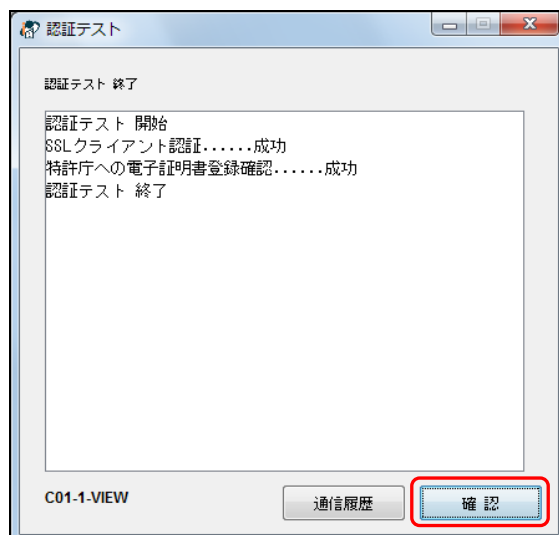 認証テスト
認証テスト 終了
認証テスト 開始
SSLクライアント認証......成功
特許庁への電子証明書登録確認......成功
認証テスト 終了
C01-1-VIEW
通信履歴
確 認